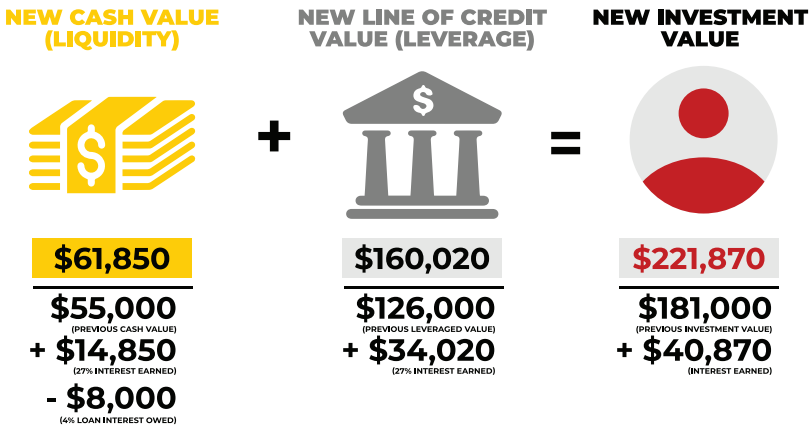 NEW CASH VALUE
(LIQUIDITY)
$
$61,850
$55,000
(PREVIOUS CASH VALUE)
+ $14,850
(27% INTEREST EARNED)
- $8,000
(4% LOAN INTEREST OWED)
+
NEW LINE OF CREDIT
VALUE (LEVERAGE)
$
$160,020
$126,000
(PREVIOUS LEVERAGED VALUE)
+ $34,020
(27% INTEREST EARNED)
=
NEW INVESTMENT
VALUE
$221,870
$181,000
(PREVIOUS INVESTMENT VALUE)
+ $40,870
(INTEREST EARNED)